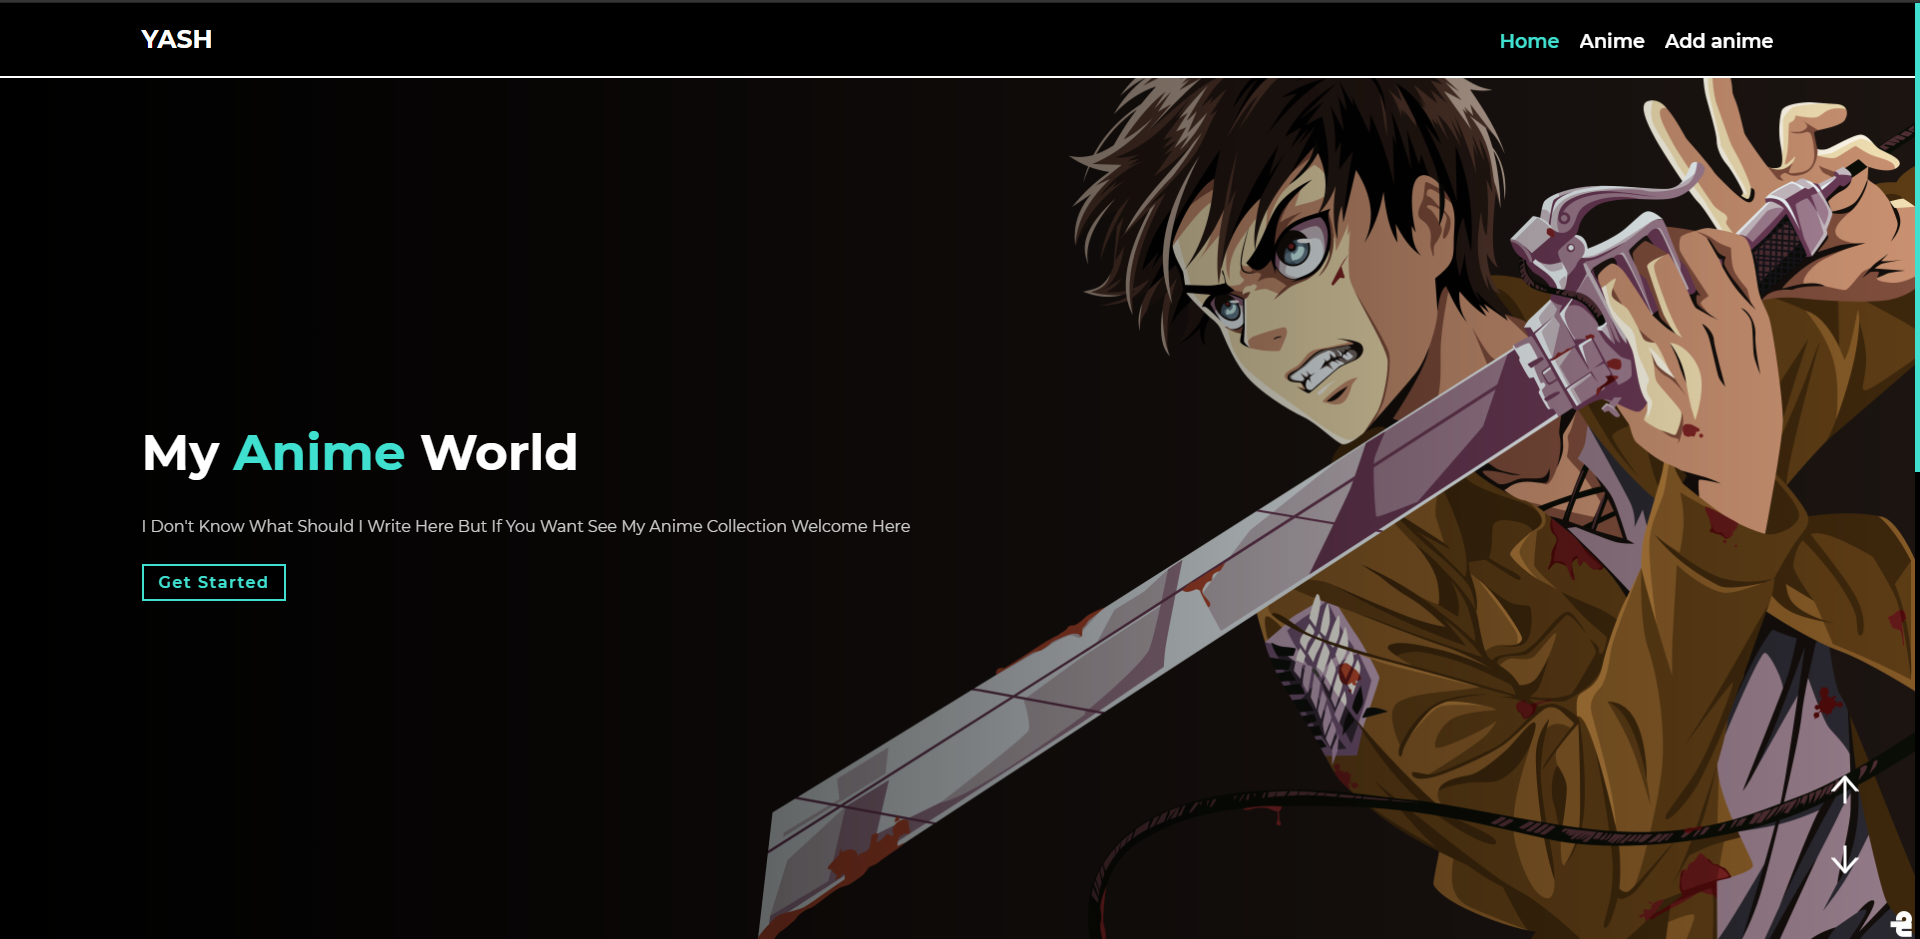 YASH
Home Anime Add anime
My Anime World
I Don't Know What Should I Write Here But If You Want See My Anime Collection Welcome Here
Get Started